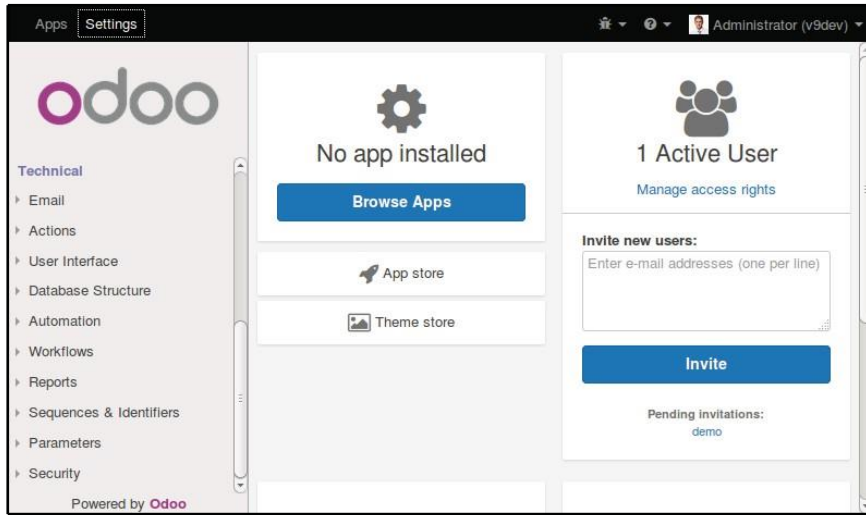 Apps Settings
Administrator (v9dev)
odoo
Technical
Email
Actions
User Interface
Database Structure
Automation
Workflows
Reports
Sequences & Identifiers
Parameters
Security
Powered by Odoo
No app installed
Browse Apps
App store
Theme store
1 Active User
Manage access rights
Invite new users:
Enter e-mail addresses (one per line)
Invite
Pending invitations:
demo